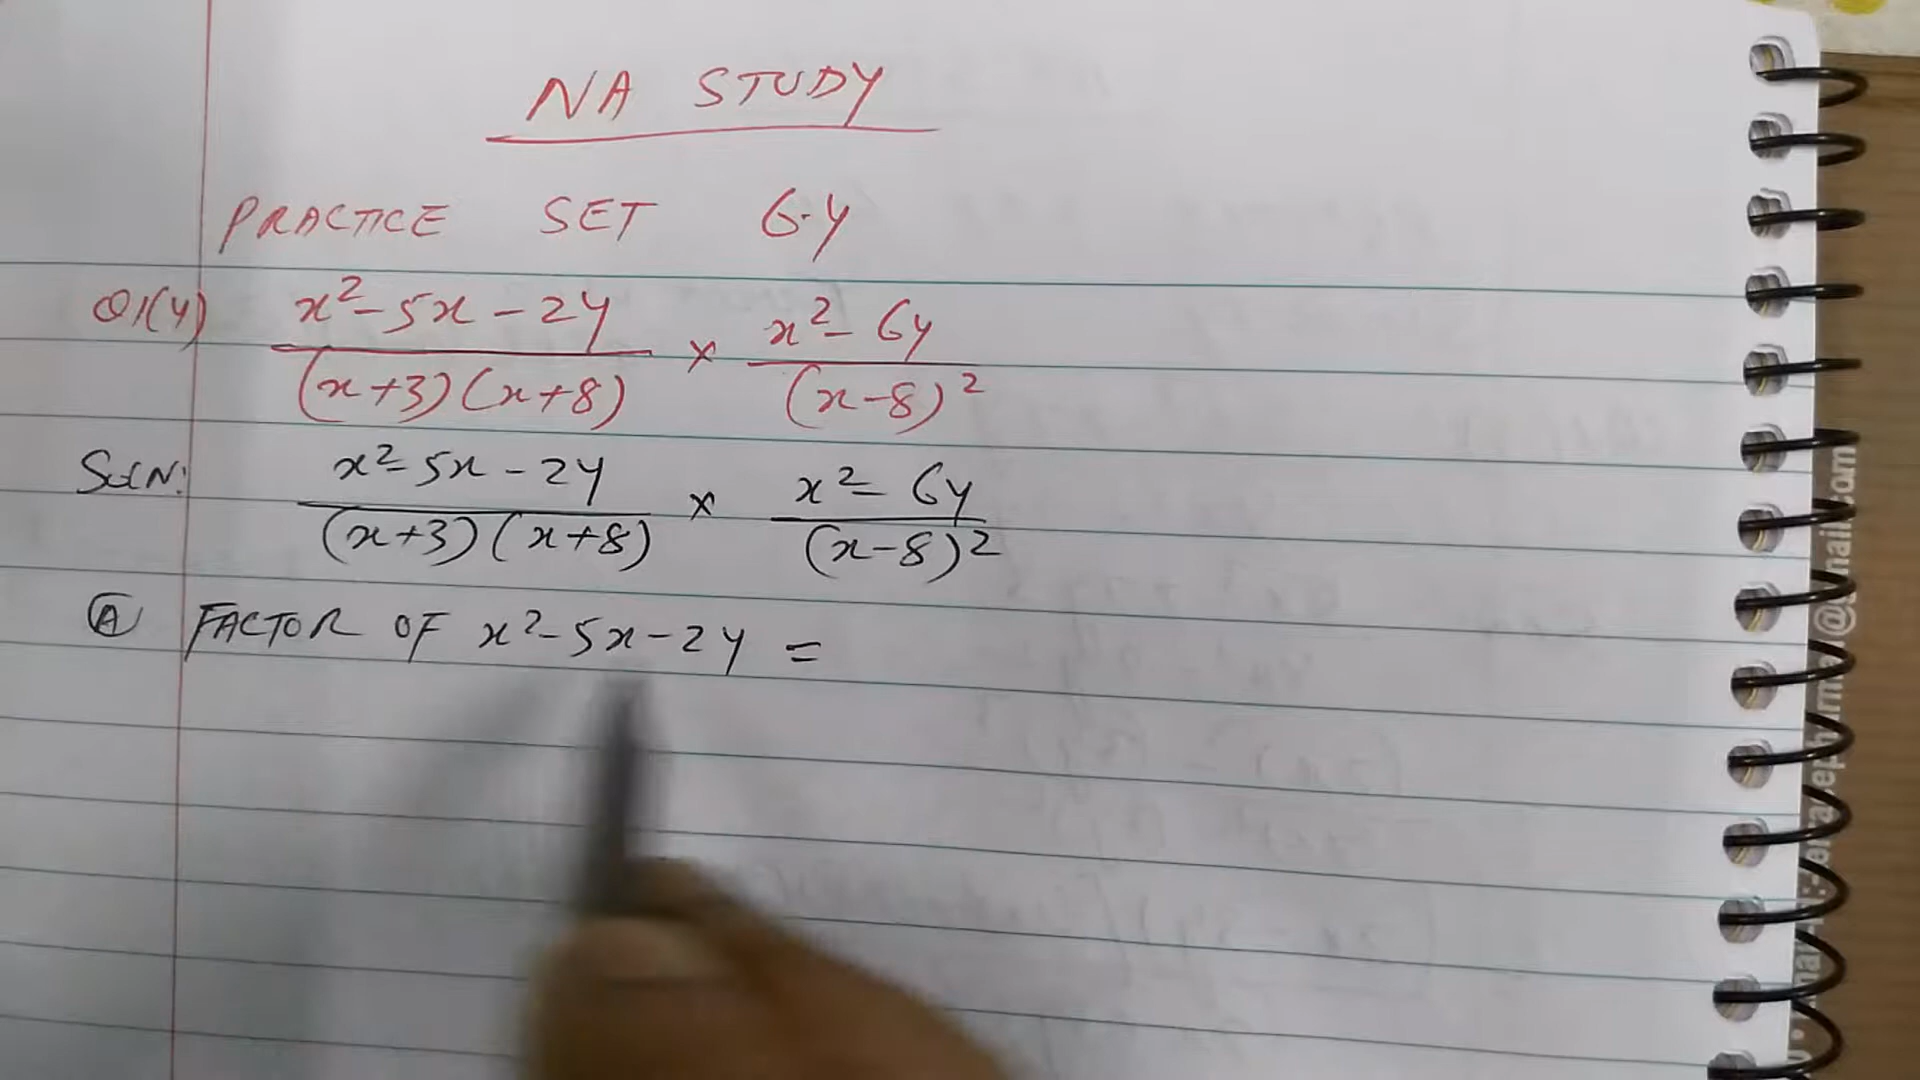 NA STUDY
PRACTICE SET 6.4
Q1(4) x²-5x-24/(x+3)(x+8) × x²-64/(x-8)²
SOLN: x²-5x-24/(x+3)(x+8) × x²-64/(x-8)²
Ⓐ FACTOR OF x²-5x-24 =